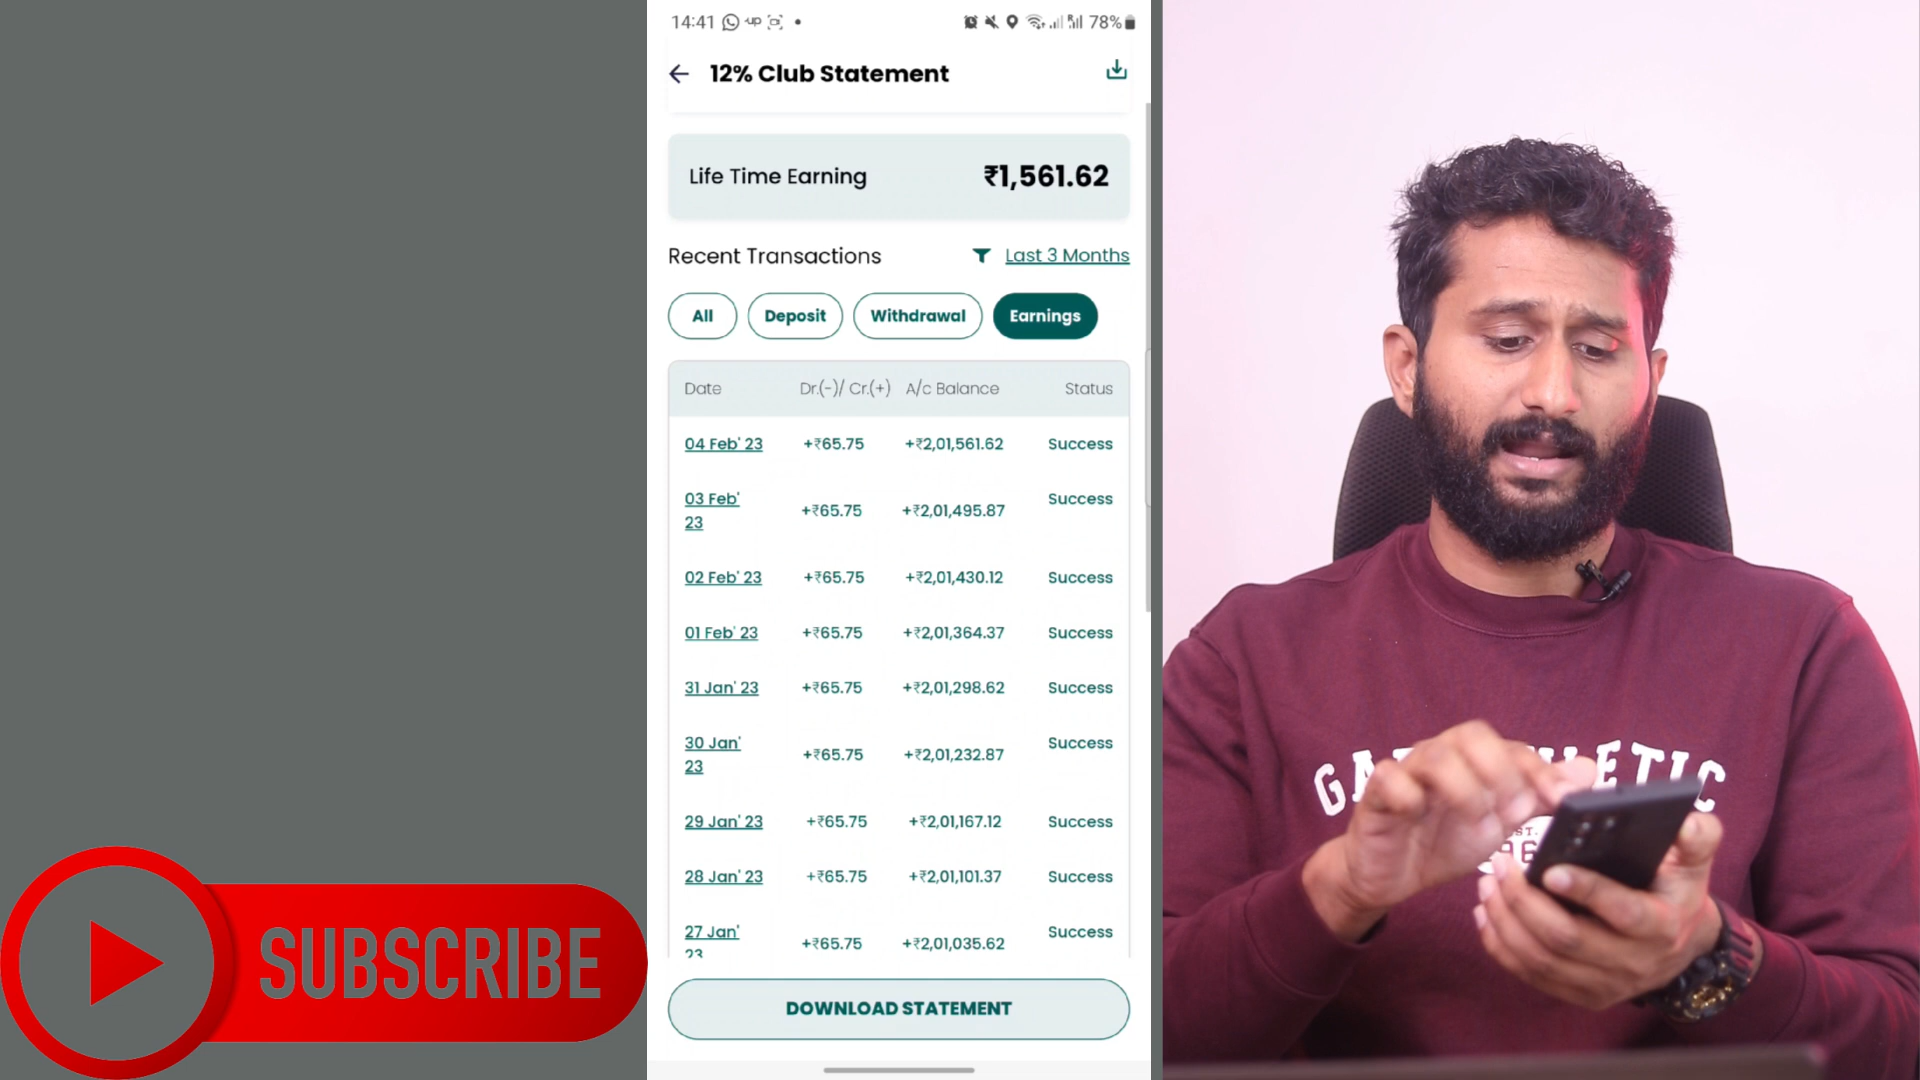 14:41 78%
12% Club Statement
Life Time Earning ₹1,561.62
Recent Transactions Last 3 Months
All Deposit Withdrawal Earnings
Date Dr.(-)/ Cr.(+) A/c Balance Status
04 Feb' 23 +₹65.75 +₹2,01,561.62 Success
03 Feb' 23 +₹65.75 +₹2,01,495.87 Success
02 Feb' 23 +₹65.75 +₹2,01,430.12 Success
01 Feb' 23 +₹65.75 +₹2,01,364.37 Success
31 Jan' 23 +₹65.75 +₹2,01,298.62 Success
30 Jan' 23 +₹65.75 +₹2,01,232.87 Success
29 Jan' 23 +₹65.75 +₹2,01,167.12 Success
28 Jan' 23 +₹65.75 +₹2,01,101.37 Success
27 Jan' 23 +₹65.75 +₹2,01,035.62 Success
DOWNLOAD STATEMENT
SUBSCRIBE